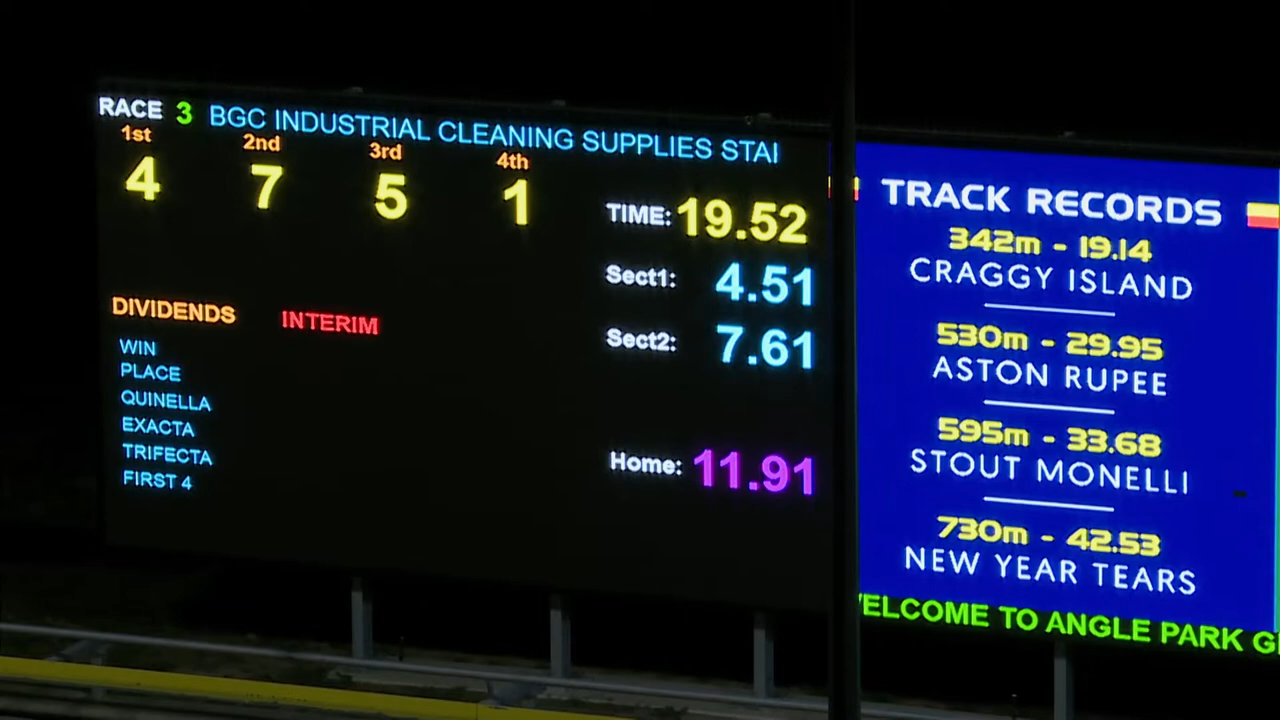 RACE 3 BGC INDUSTRIAL CLEANING SUPPLIES STAI
1st 2nd 3rd 4th
4 7 5 1
TIME: 19.52
Sect1: 4.51
Sect2: 7.61
Home: 11.91
DIVIDENDS INTERIM
WIN
PLACE
QUINELLA
EXACTA
TRIFECTA
FIRST 4
TRACK RECORDS
342m - 19.14
CRAGGY ISLAND
530m - 29.95
ASTON RUPEE
595m - 33.68
STOUT MONELLI
730m - 42.53
NEW YEAR TEARS
WELCOME TO ANGLE PARK G